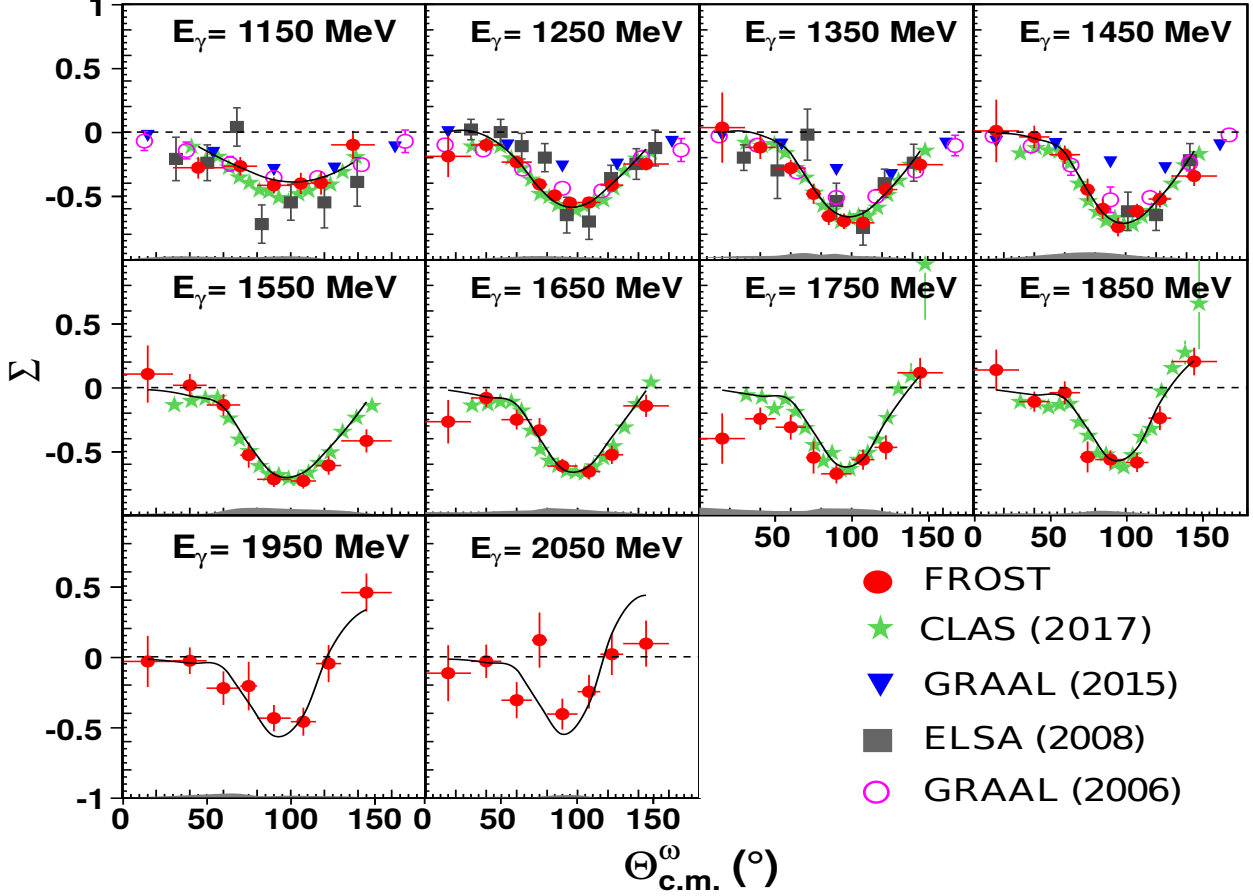 E_γ= 1150 MeV
E_γ= 1250 MeV
E_γ= 1350 MeV
E_γ= 1450 MeV
1
0.5
0
-0.5
E_γ= 1550 MeV
E_γ= 1650 MeV
E_γ= 1750 MeV
E_γ= 1850 MeV
0.5
0
-0.5
Σ
50 100 150
50 100 150
E_γ= 1950 MeV
E_γ= 2050 MeV
0.5
0
-0.5
-1
0 50 100 150
0 50 100 150
FROST
CLAS (2017)
GRAAL (2015)
ELSA (2008)
GRAAL (2006)
Θ^ω_c.m. (°)